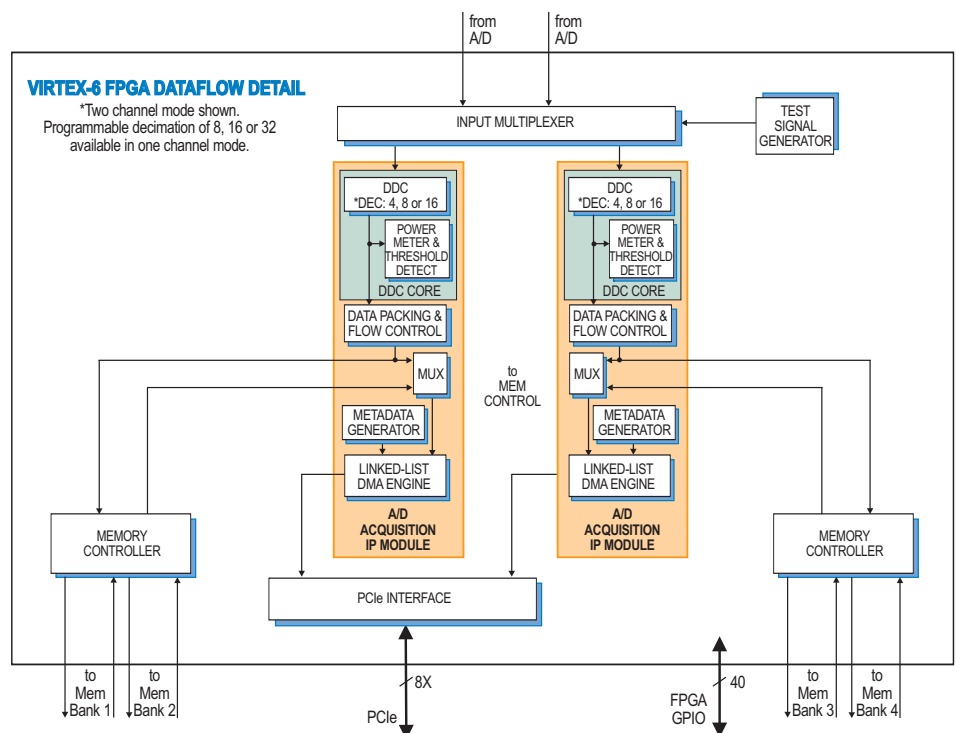 from
A/D
from
A/D
VIRTEX-6 FPGA DATAFLOW DETAIL
*Two channel mode shown.
Programmable decimation of 8, 16 or 32
available in one channel mode.
INPUT MULTIPLEXER
TEST
SIGNAL
GENERATOR
DDC
*DEC: 4, 8 or 16
POWER
METER &
THRESHOLD
DETECT
DDC CORE
DATA PACKING &
FLOW CONTROL
MUX
METADATA
GENERATOR
LINKED-LIST
DMA ENGINE
A/D
ACQUISITION
IP MODULE
to
MEM
CONTROL
DDC
*DEC: 4, 8 or 16
POWER
METER &
THRESHOLD
DETECT
DDC CORE
DATA PACKING &
FLOW CONTROL
MUX
METADATA
GENERATOR
LINKED-LIST
DMA ENGINE
A/D
ACQUISITION
IP MODULE
MEMORY
CONTROLLER
MEMORY
CONTROLLER
PCIe INTERFACE
to
Mem
Bank 1
to
Mem
Bank 2
8X
PCIe
40
FPGA
GPIO
to
Mem
Bank 3
to
Mem
Bank 4